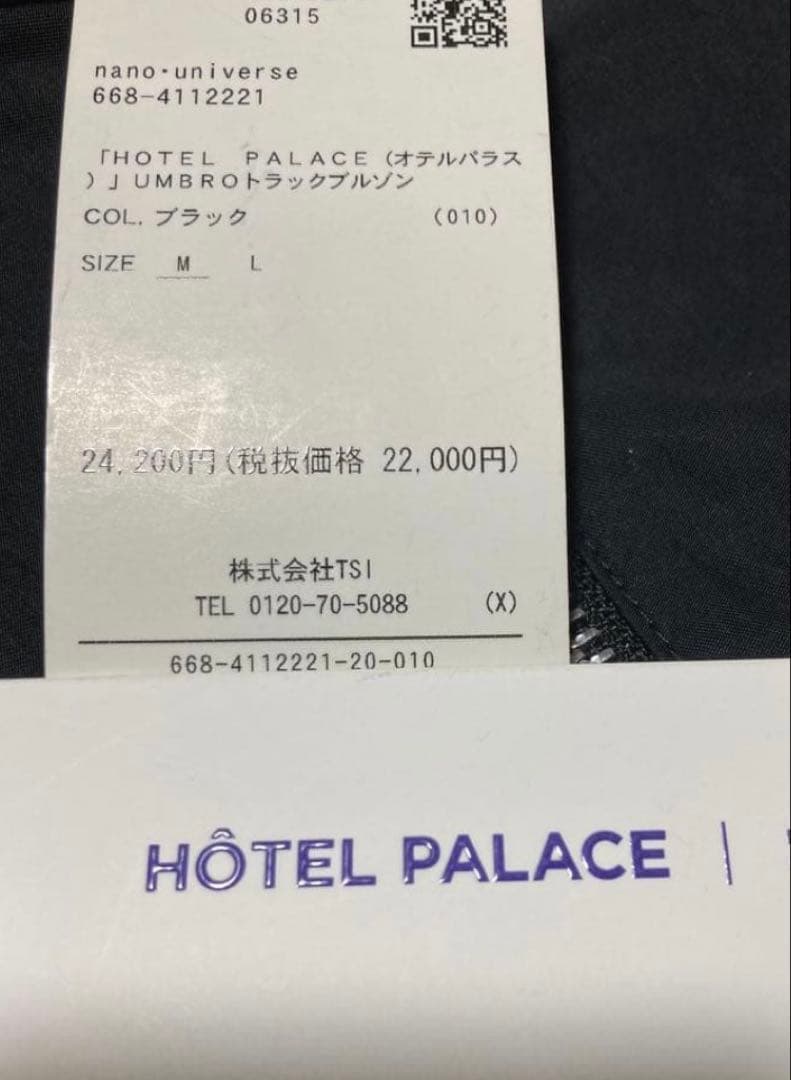 06315
nano・universe
668-4112221
「HOTEL PALACE（オテルパラス
）」UMBROトラックブルゾン
COL. ブラック (010)
SIZE M L
24,200円(税抜価格 22,000円)
株式会社TSI
TEL 0120-70-5088 (X)
668-4112221-20-010
HÔTEL PALACE |